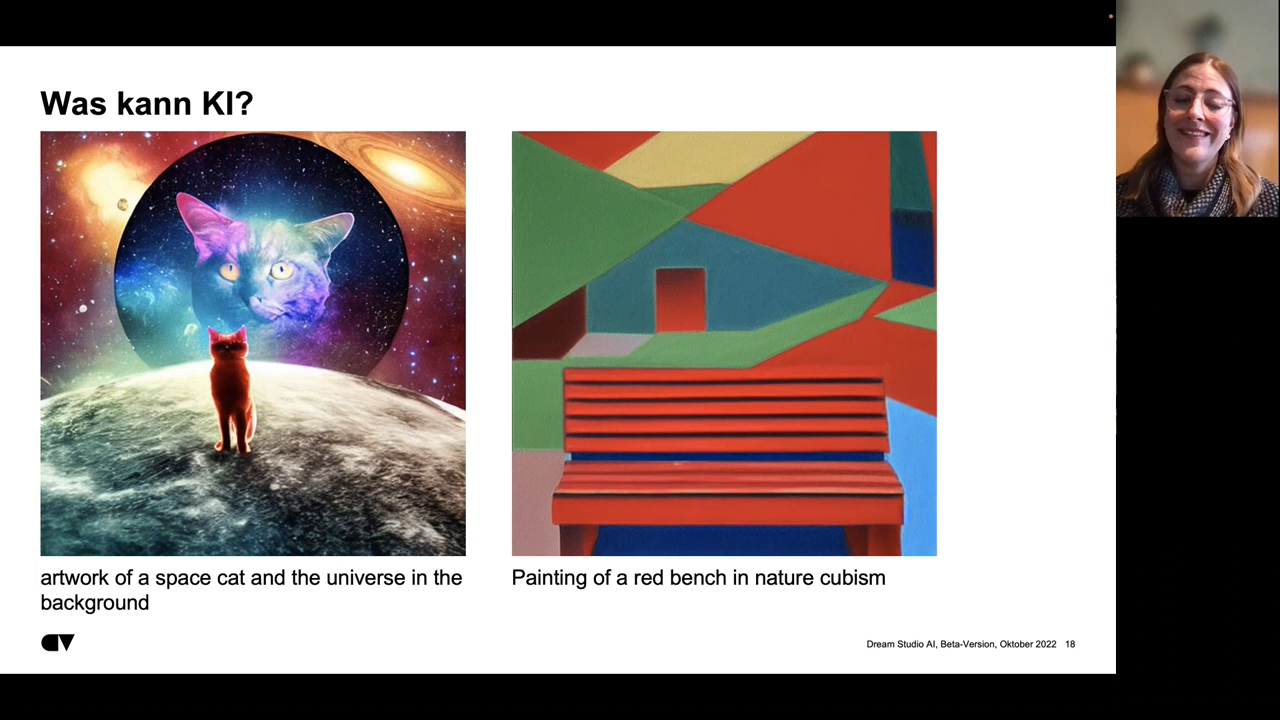 Was kann KI?
artwork of a space cat and the universe in the
background
Painting of a red bench in nature cubism
Dream Studio AI, Beta-Version, Oktober 2022 18